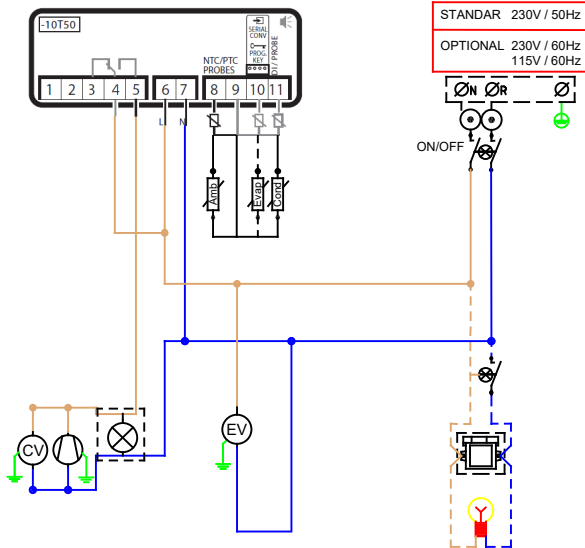 STANDAR 230V / 50Hz
OPTIONAL 230V / 60Hz
115V / 60Hz
-10T50
SERIAL
CONV
PROG.
KEY
DI / PROBE
NTC/PTC
PROBES
1 2 3 4 5 6 7 8 9 10 11
L N
N R
ON/OFF
Amb Evap Cond
CV
EV